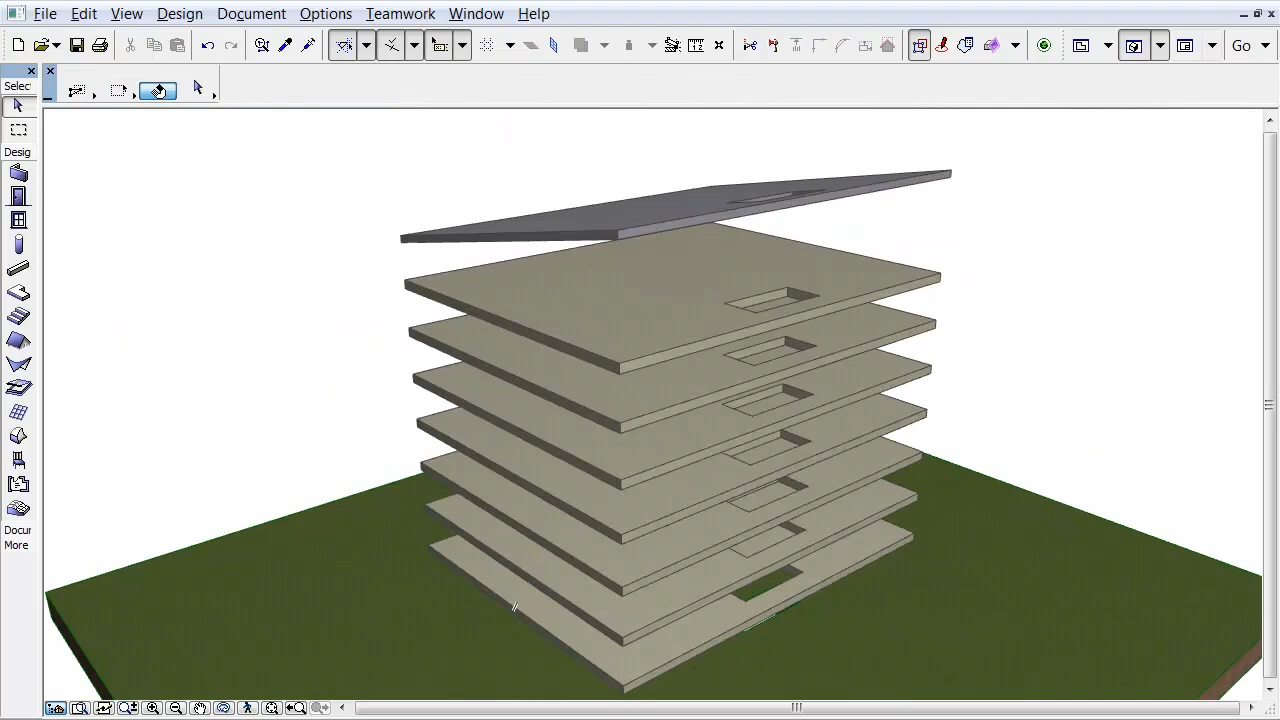 File Edit View Design Document Options Teamwork Window Help
Go
Selec
Desig
Docur
More